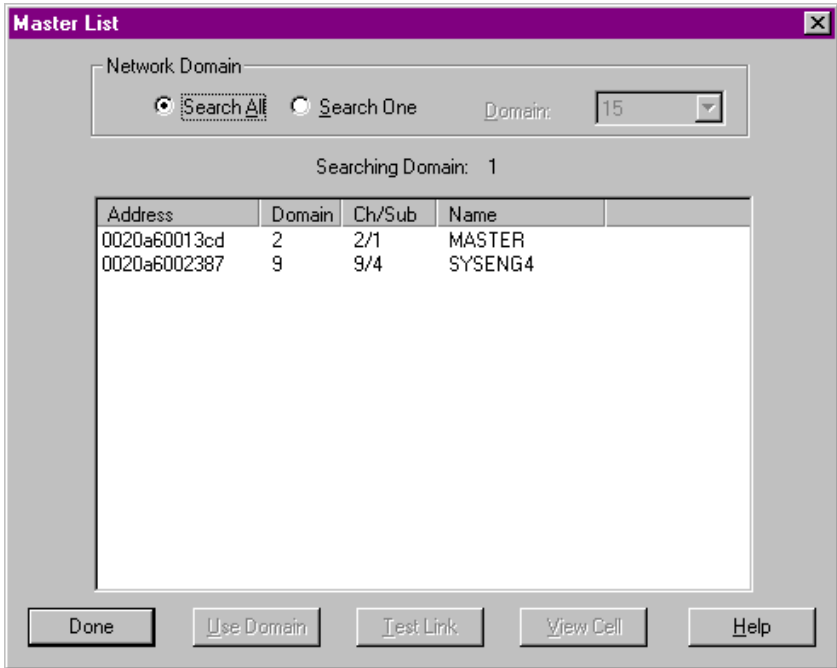 Master List
Network Domain
Search All Search One Domain: 15
Searching Domain: 1
Address Domain Ch/Sub Name
0020a60013cd 2 2/1 MASTER
0020a6002387 9 9/4 SYSENG4
Done Use Domain Test Link View Cell Help